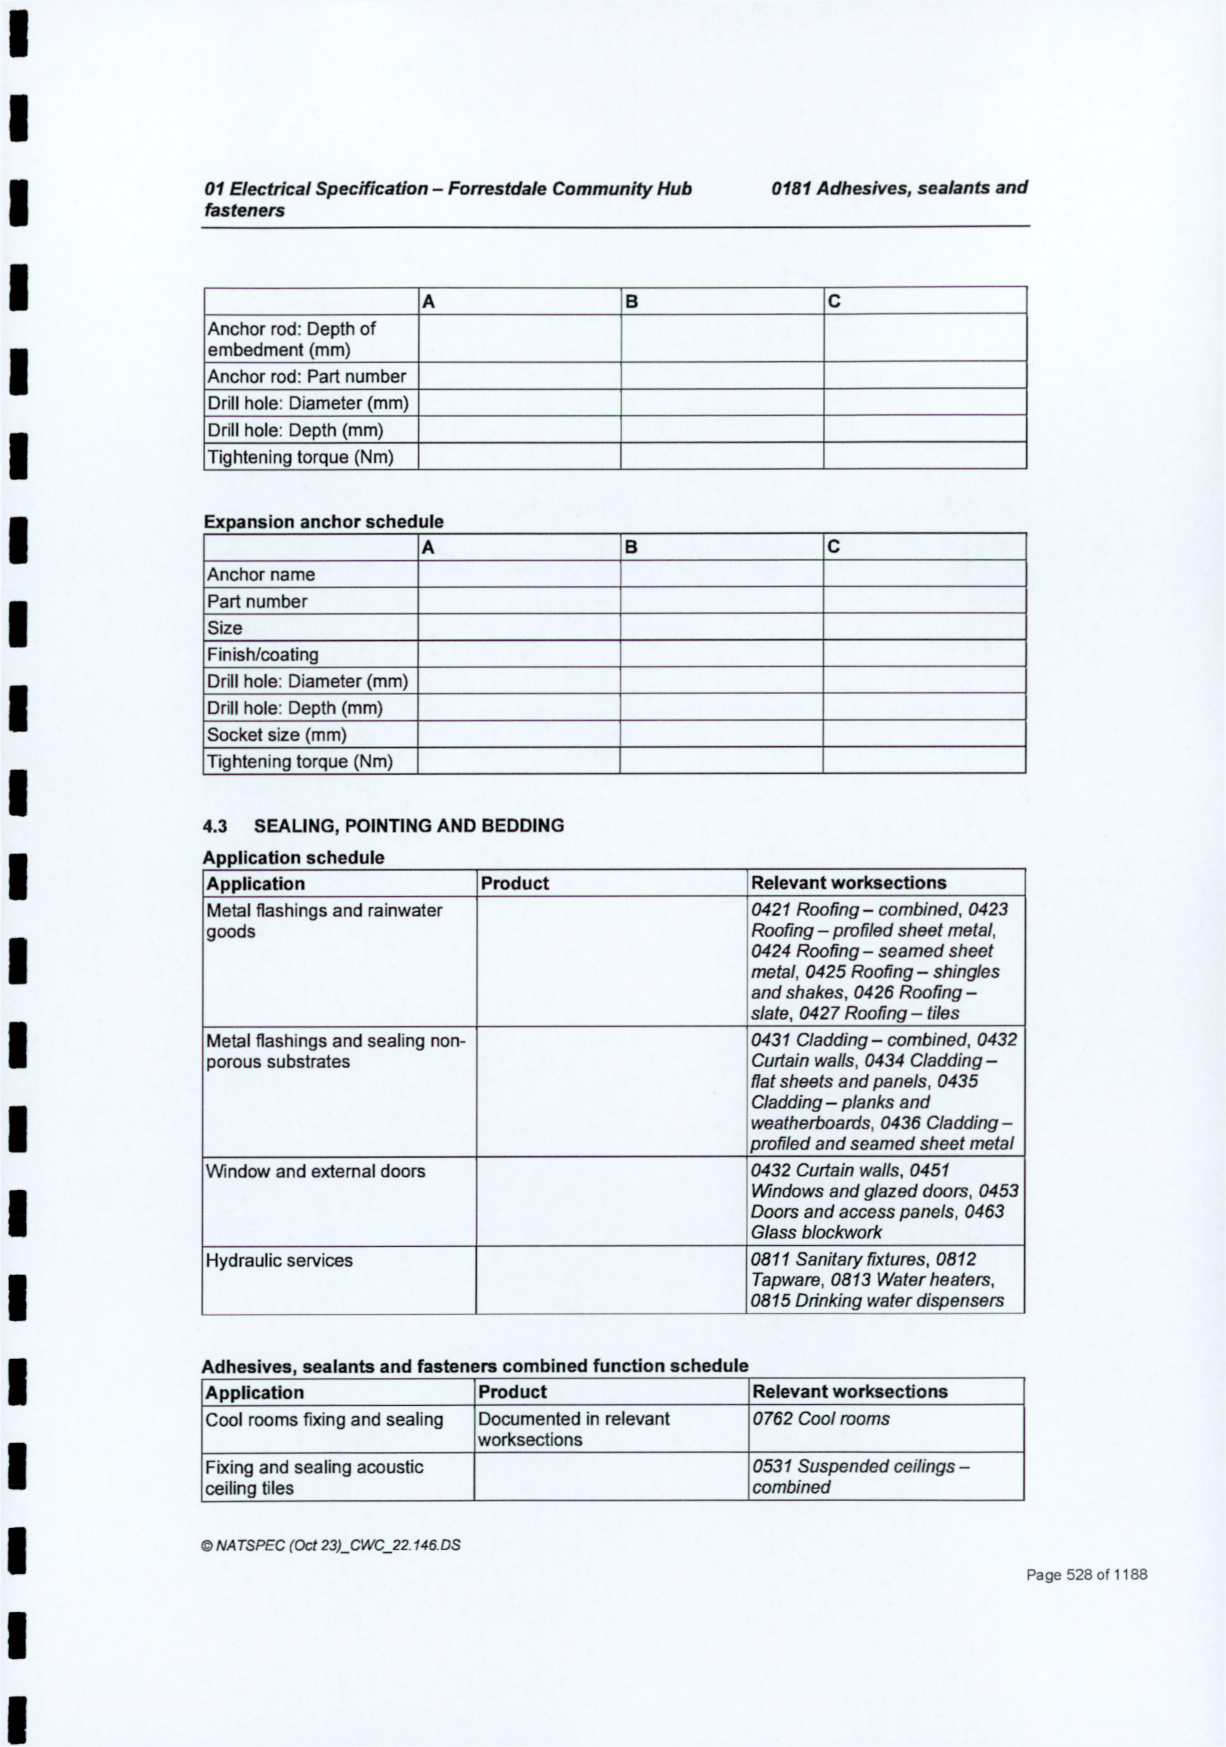 01 Electrical Specification – Forrestdale Community Hub 0181 Adhesives, sealants and
fasteners
A B C
Anchor rod: Depth of
embedment (mm)
Anchor rod: Part number
Drill hole: Diameter (mm)
Drill hole: Depth (mm)
Tightening torque (Nm)
Expansion anchor schedule
A B C
Anchor name
Part number
Size
Finish/coating
Drill hole: Diameter (mm)
Drill hole: Depth (mm)
Socket size (mm)
Tightening torque (Nm)
4.3 SEALING, POINTING AND BEDDING
Application schedule
Application Product Relevant worksections
Metal flashings and rainwater
goods
0421 Roofing – combined, 0423
Roofing – profiled sheet metal,
0424 Roofing – seamed sheet
metal, 0425 Roofing – shingles
and shakes, 0426 Roofing –
slate, 0427 Roofing – tiles
Metal flashings and sealing non-
porous substrates
0431 Cladding – combined, 0432
Curtain walls, 0434 Cladding –
flat sheets and panels, 0435
Cladding – planks and
weatherboards, 0436 Cladding –
profiled and seamed sheet metal
Window and external doors
0432 Curtain walls, 0451
Windows and glazed doors, 0453
Doors and access panels, 0463
Glass blockwork
Hydraulic services
0811 Sanitary fixtures, 0812
Tapware, 0813 Water heaters,
0815 Drinking water dispensers
Adhesives, sealants and fasteners combined function schedule
Application Product Relevant worksections
Cool rooms fixing and sealing
Documented in relevant
worksections
0762 Cool rooms
Fixing and sealing acoustic
ceiling tiles
0531 Suspended ceilings –
combined
© NATSPEC (Oct 23)_CWC_22.146.DS
Page 528 of 1188